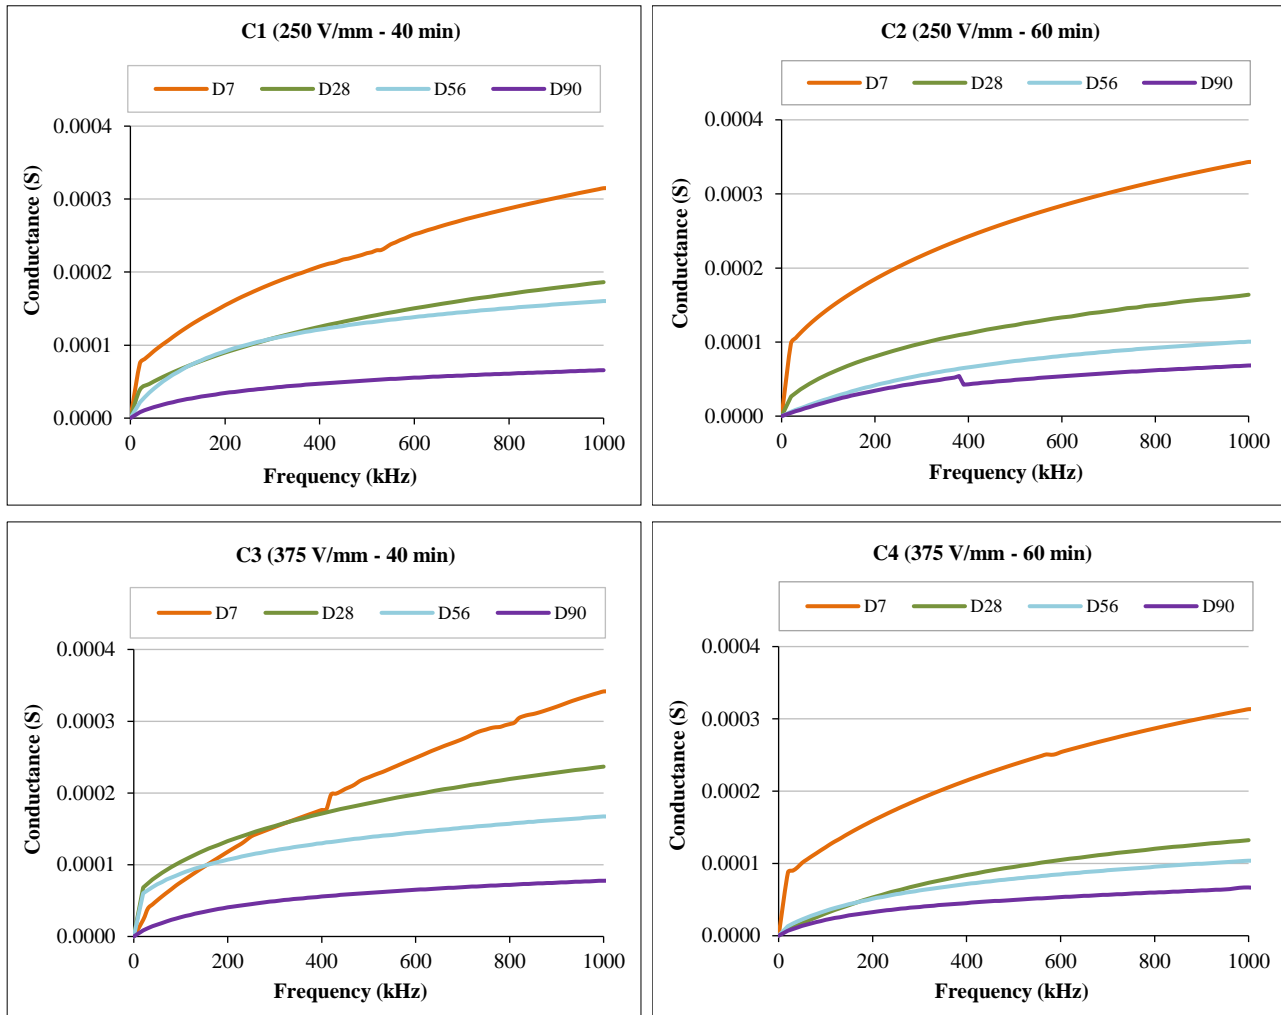 C1 (250 V/mm - 40 min)
D7 D28 D56 D90
0.0004
0.0003
0.0002
0.0001
0.0000
Conductance (S)
0 200 400 600 800 1000
Frequency (kHz)
C2 (250 V/mm - 60 min)
D7 D28 D56 D90
0.0004
0.0003
0.0002
0.0001
0.0000
Conductance (S)
0 200 400 600 800 1000
Frequency (kHz)
C3 (375 V/mm - 40 min)
D7 D28 D56 D90
0.0004
0.0003
0.0002
0.0001
0.0000
Conductance (S)
0 200 400 600 800 1000
Frequency (kHz)
C4 (375 V/mm - 60 min)
D7 D28 D56 D90
0.0004
0.0003
0.0002
0.0001
0.0000
Conductance (S)
0 200 400 600 800 1000
Frequency (kHz)